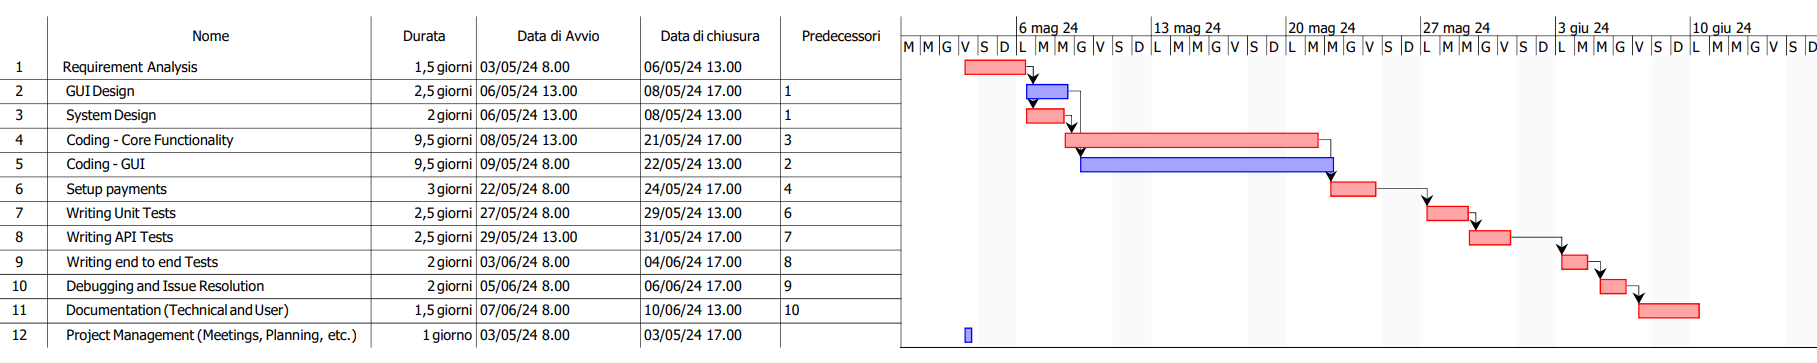 6 mag 24 13 mag 24 20 mag 24 27 mag 24 3 giu 24 10 giu 24
Nome Durata Data di Avvio Data di chiusura Predecessori
M M G V S D L M M G V S D L M M G V S D L M M G V S D L M M G V S D L M M G V S D L M M G V S D
1 Requirement Analysis 1,5 giorni 03/05/24 8.00 06/05/24 13.00
2 GUI Design 2,5 giorni 06/05/24 13.00 08/05/24 17.00 1
3 System Design 2 giorni 06/05/24 13.00 08/05/24 13.00 1
4 Coding - Core Functionality 9,5 giorni 08/05/24 13.00 21/05/24 17.00 3
5 Coding - GUI 9,5 giorni 09/05/24 8.00 22/05/24 13.00 2
6 Setup payments 3 giorni 22/05/24 8.00 24/05/24 17.00 4
7 Writing Unit Tests 2,5 giorni 27/05/24 8.00 29/05/24 13.00 6
8 Writing API Tests 2,5 giorni 29/05/24 13.00 31/05/24 17.00 7
9 Writing end to end Tests 2 giorni 03/06/24 8.00 04/06/24 17.00 8
10 Debugging and Issue Resolution 2 giorni 05/06/24 8.00 06/06/24 17.00 9
11 Documentation (Technical and User) 1,5 giorni 07/06/24 8.00 10/06/24 13.00 10
12 Project Management (Meetings, Planning, etc.) 1 giorno 03/05/24 8.00 03/05/24 17.00